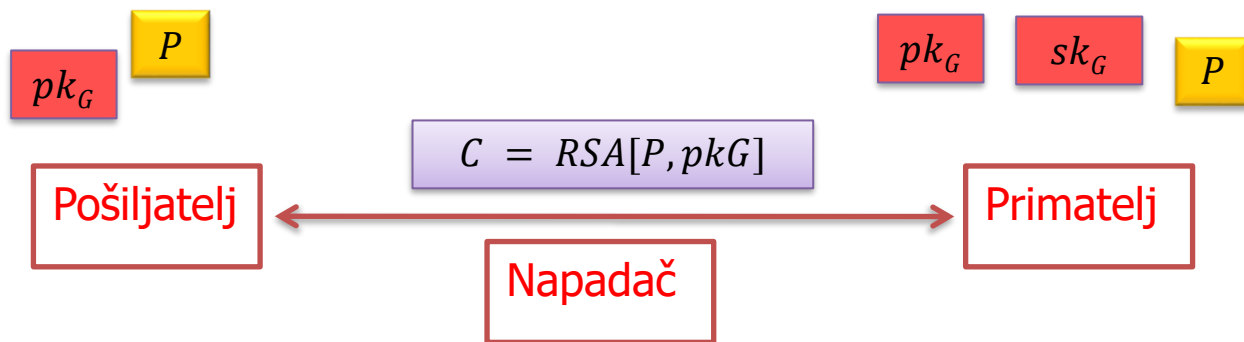 P
pk_G
pk_G
sk_G
P
C = RSA[P, pkG]
Pošiljatelj
Primatelj
Napadač